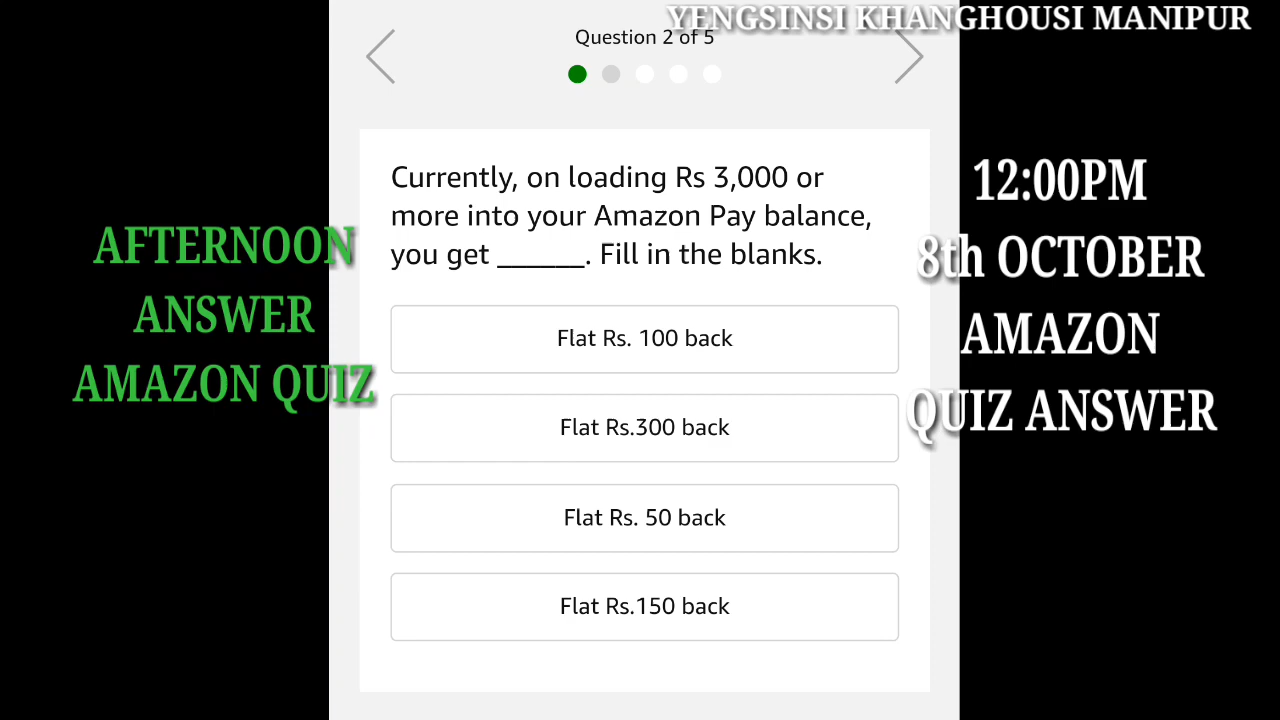 YENGSINSI KHANGHOUSI MANIPUR
Question 2 of 5
Currently, on loading Rs 3,000 or
more into your Amazon Pay balance,
you get ______. Fill in the blanks.
Flat Rs. 100 back
Flat Rs.300 back
Flat Rs. 50 back
Flat Rs.150 back
AFTERNOON
ANSWER
AMAZON QUIZ
12:00PM
8th OCTOBER
AMAZON
QUIZ ANSWER